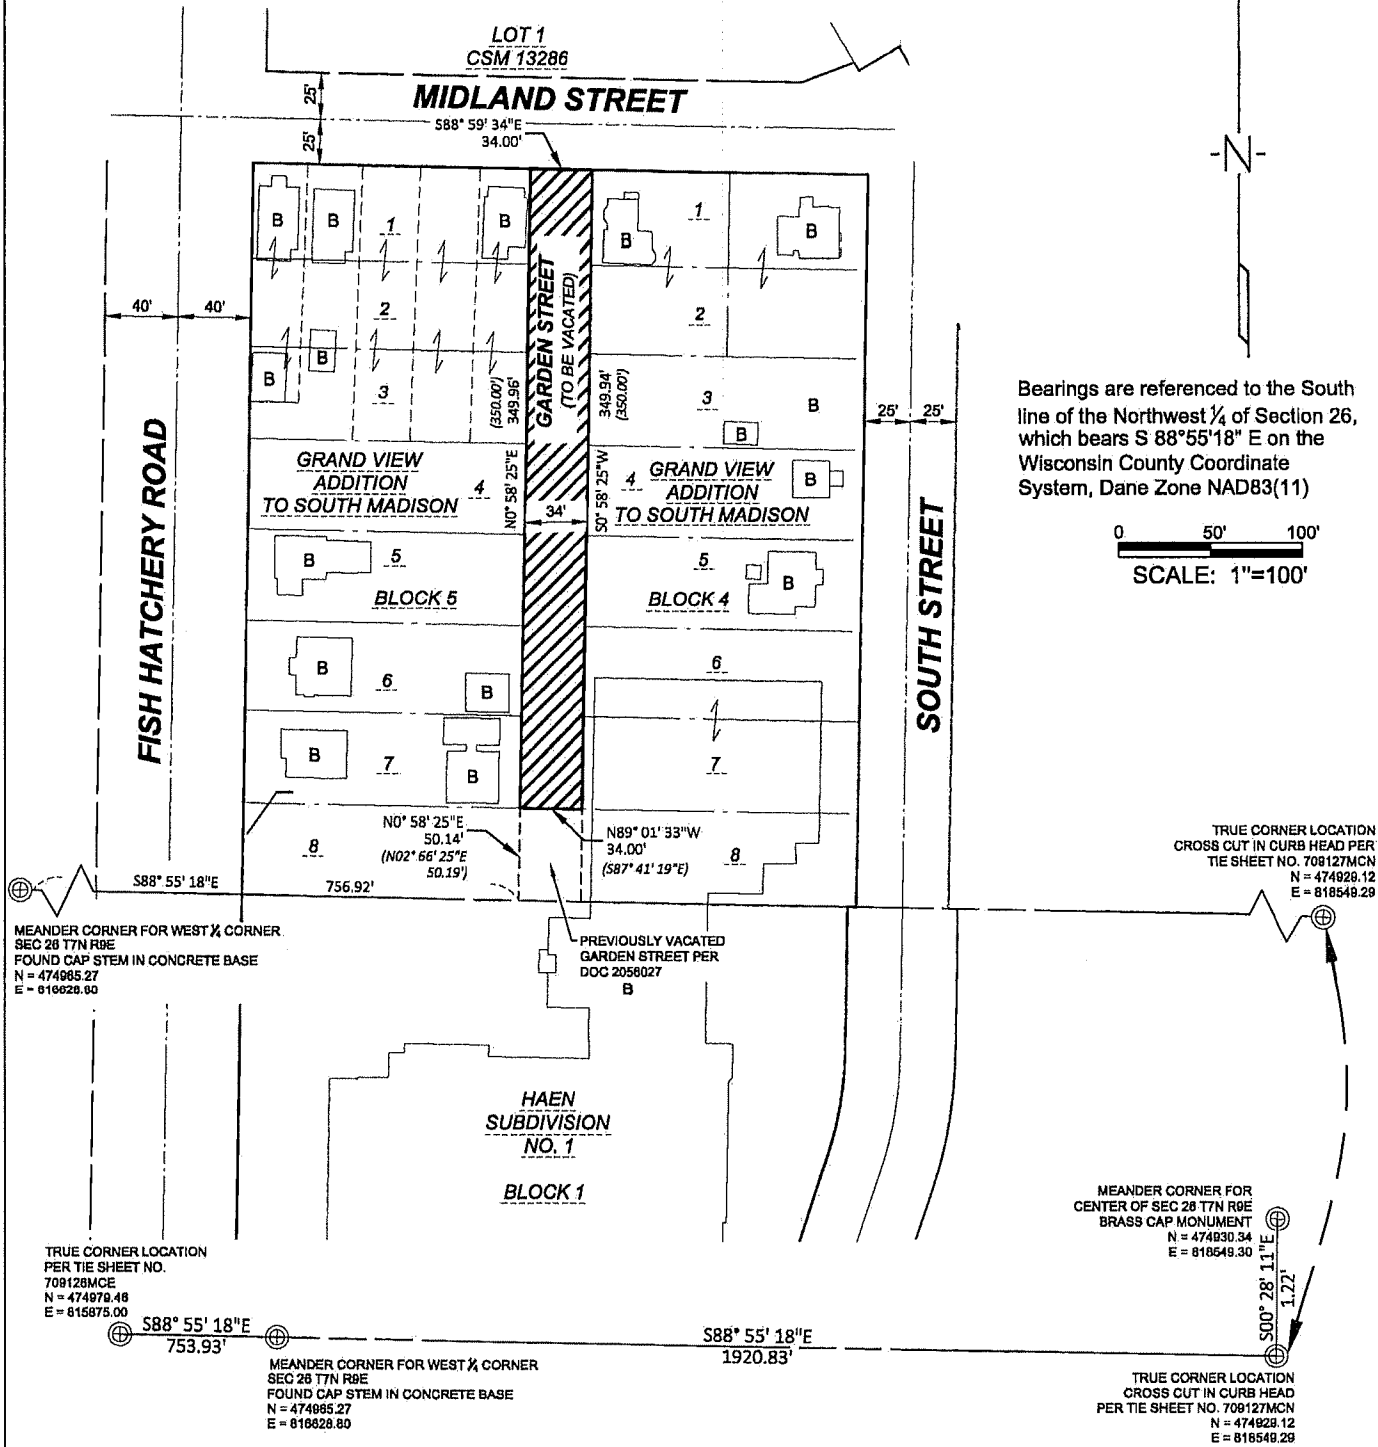 LOT 1
CSM 13286
MIDLAND STREET
25'
25'
S88° 59' 34"E
34.00'
-N-
B
B
1
B
B
1
B
GARDEN STREET
(TO BE VACATED)
2
2
40'
40'
B
B
3
(350.00')
349.96'
349.94'
(350.00')
3
B
B
25'
25'
Bearings are referenced to the South
line of the Northwest ¼ of Section 26,
which bears S 88°55'18" E on the
Wisconsin County Coordinate
System, Dane Zone NAD83(11)
0 50' 100'
SCALE: 1"=100'
FISH HATCHERY ROAD
GRAND VIEW
ADDITION
TO SOUTH MADISON
4
N0° 58' 25"E
34'
S0° 58' 25"W
4
GRAND VIEW
ADDITION
TO SOUTH MADISON
B
SOUTH STREET
B
5
BLOCK 5
5
BLOCK 4
B
B
6
B
6
B
7
B
7
8
N0° 58' 25"E
50.14'
(N02° 66' 25"E
50.19')
N89° 01' 33"W
34.00'
(S87° 41' 19"E)
8
TRUE CORNER LOCATION
CROSS CUT IN CURB HEAD PER
TIE SHEET NO. 709127MCN
N = 474929.12
E = 818549.29
S88° 55' 18"E
756.92'
MEANDER CORNER FOR WEST ¼ CORNER
SEC 26 T7N R9E
FOUND CAP STEM IN CONCRETE BASE
N = 474965.27
E = 816628.80
PREVIOUSLY VACATED
GARDEN STREET PER
DOC 2058027
B
HAEN
SUBDIVISION
NO. 1
BLOCK 1
MEANDER CORNER FOR
CENTER OF SEC 26 T7N R9E
BRASS CAP MONUMENT
N = 474930.34
E = 818549.30
S00° 28' 11"E
1.22'
TRUE CORNER LOCATION
PER TIE SHEET NO.
709128MCE
N = 474979.46
E = 815875.00
S88° 55' 18"E
753.93'
S88° 55' 18"E
1920.83'
MEANDER CORNER FOR WEST ¼ CORNER
SEC 26 T7N R9E
FOUND CAP STEM IN CONCRETE BASE
N = 474965.27
E = 816628.80
TRUE CORNER LOCATION
CROSS CUT IN CURB HEAD
PER TIE SHEET NO. 709127MCN
N = 474929.12
E = 818549.29